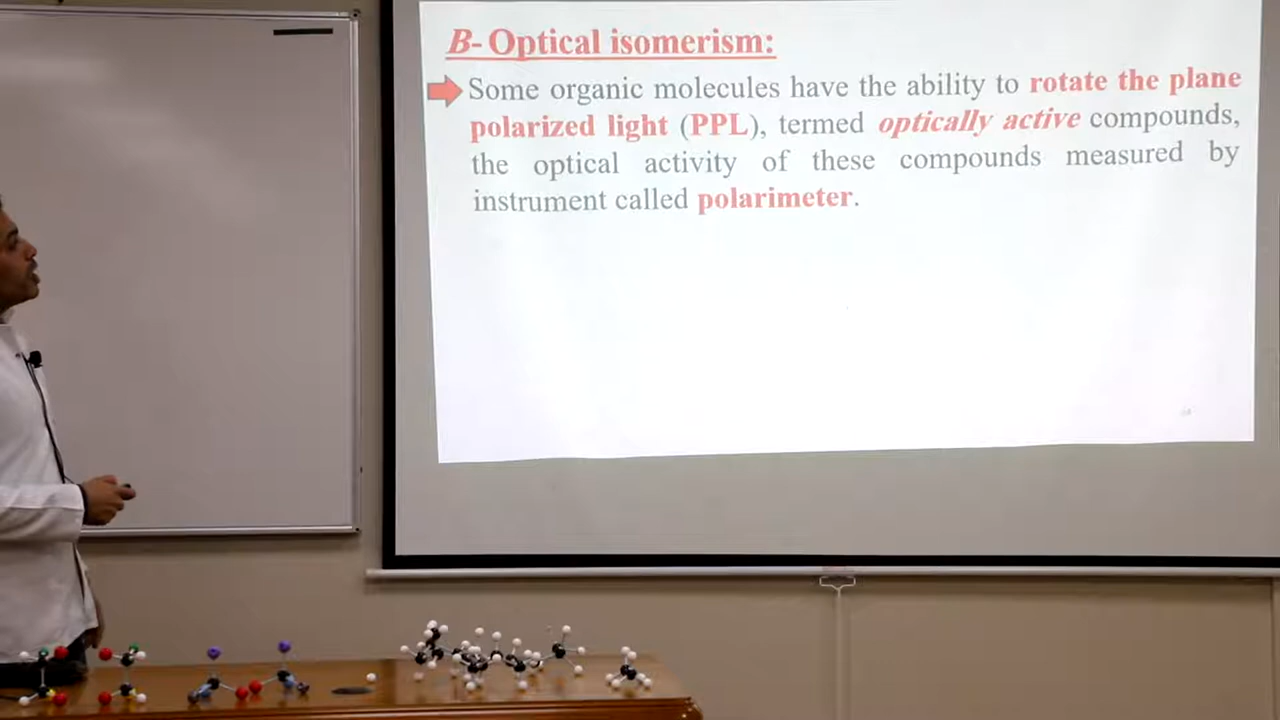 B- Optical isomerism:
Some organic molecules have the ability to rotate the plane
polarized light (PPL), termed optically active compounds,
the optical activity of these compounds measured by
instrument called polarimeter.